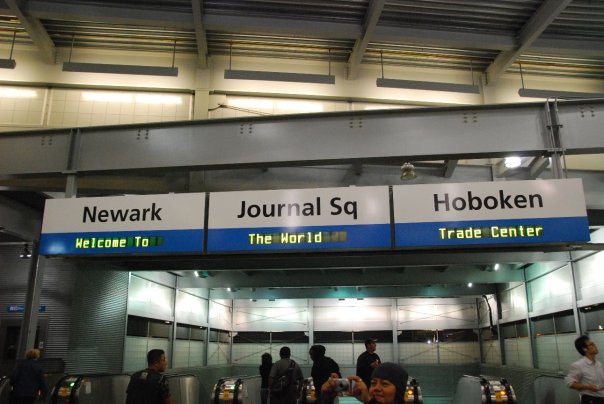 Newark
Welcome To
Journal Sq
The World
Hoboken
Trade Center